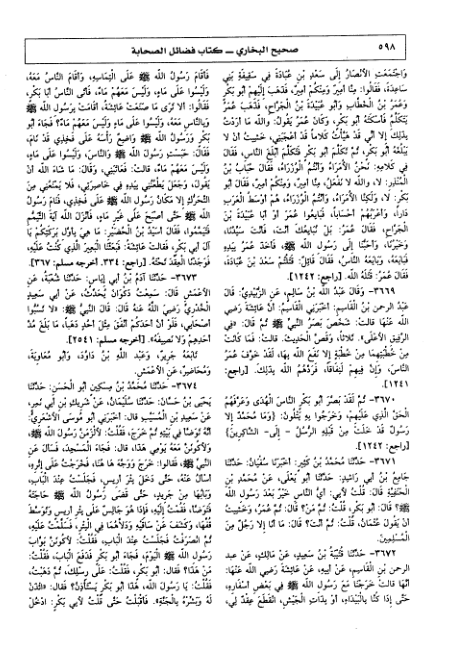 ٥٩٨
صحيح البخاري ــ كتاب فضائل الصحابة
وَاجْتَمَعَتِ الأَنْصَارُ إِلَى سَعْدِ بْنِ عُبَادَةَ فِي سَقِيفَةِ بَنِي
سَاعِدَةَ، فَقَالُوا: مِنَّا أَمِيرٌ وَمِنْكُمْ أَمِيرٌ، فَذَهَبَ إِلَيْهِمْ أَبُو بَكْرٍ
وَعُمَرُ بْنُ الْخَطَّابِ وَأَبُو عُبَيْدَةَ بْنُ الْجَرَّاحِ، فَذَهَبَ عُمَرُ
يَتَكَلَّمُ فَأَسْكَتَهُ أَبُو بَكْرٍ، وَكَانَ عُمَرُ يَقُولُ: وَاللهِ مَا أَرَدْتُ
بِذلِكَ إِلَّا أَنِّي قَدْ هَيَّأْتُ كَلَاماً قَدْ أَعْجَبَنِي، خَشِيتُ أَنْ لَا
يَبْلُغَهُ أَبُو بَكْرٍ، ثُمَّ تَكَلَّمَ أَبُو بَكْرٍ فَتَكَلَّمَ أَبْلَغَ النَّاسِ، فَقَالَ
فِي كَلَامِهِ: نَحْنُ الأُمَرَاءُ وَأَنْتُمُ الْوُزَرَاءُ، فَقَالَ حُبَابُ بْنُ
الْمُنْذِرِ: لَا، وَاللهِ لَا نَفْعَلُ، مِنَّا أَمِيرٌ، وَمِنْكُمْ أَمِيرٌ، فَقَالَ أَبُو
بَكْرٍ: لَا، وَلَكِنَّا الأُمَرَاءُ، وَأَنْتُمُ الْوُزَرَاءُ، هُمْ أَوْسَطُ الْعَرَبِ
دَاراً، وَأَعْرَبُهُمْ أَحْسَاباً، فَبَايِعُوا عُمَرَ أَوْ أَبَا عُبَيْدَةَ بْنَ
الْجَرَّاحِ، فَقَالَ عُمَرُ: بَلْ نُبَايِعُكَ أَنْتَ، فَأَنْتَ سَيِّدُنَا،
وَخَيْرُنَا، وَأَحَبُّنَا إِلَى رَسُولِ اللهِ ﷺ، فَأَخَذَ عُمَرُ بِيَدِهِ
فَبَايَعَهُ، وَبَايَعَهُ النَّاسُ، فَقَالَ قَائِلٌ: قَتَلْتُمْ سَعْدَ بْنَ عُبَادَةَ،
فَقَالَ عُمَرُ: قَتَلَهُ اللهُ. [راجع: ١٢٤٢].
٣٦٦٩- وَقَالَ عَبْدُ اللهِ بْنُ سَالِمٍ، عَنِ الزُّبَيْدِيِّ: قَالَ
عَبْدُ الرحمنِ بْنُ الْقَاسِمِ: أَخْبَرَنِي الْقَاسِمُ: أَنَّ عَائِشَةَ رَضِيَ
اللهُ عَنْهَا قَالَتْ: شَخَصَ بَصَرُ النَّبِيِّ ﷺ ثُمَّ قَالَ: «فِي
الرَّفِيقِ الأَعْلَى»، ثَلَاثاً، وَقَصَّ الْحَدِيثَ. قَالَتْ: فَمَا كَانَتْ
مِنْ خُطْبَتِهِمَا مِنْ خُطْبَةٍ إِلَّا نَفَعَ اللهُ بِهَا، لَقَدْ خَوَّفَ عُمَرُ
النَّاسَ، وَإِنَّ فِيهِمْ لَنِفَاقاً، فَرَدَّهُمُ اللهُ بِذلِكَ. [راجع:
١٢٤١].
٣٦٧٠- ثُمَّ لَقَدْ بَصَّرَ أَبُو بَكْرٍ النَّاسَ الْهُدَى وَعَرَّفَهُمُ
الْحَقَّ الَّذِي عَلَيْهِمْ، وَخَرَجُوا بِهِ يَتْلُونَ: {وَمَا مُحَمَّدٌ إِلَّا
رَسُولٌ قَدْ خَلَتْ مِنْ قَبْلِهِ الرُّسُلُ - إِلَى- الشَّاكِرِينَ}
[راجع: ١٢٤٢].
٣٦٧١- حَدَّثَنَا مُحَمَّدُ بْنُ كَثِيرٍ: أَخْبَرَنَا سُفْيَانُ: حَدَّثَنَا
جَامِعُ بْنُ أَبِي رَاشِدٍ: حَدَّثَنَا أَبُو يَعْلَى، عَنْ مُحَمَّدِ بْنِ
الْحَنَفِيَّةِ قَالَ: قُلْتُ لِأَبِي: أَيُّ النَّاسِ خَيْرٌ بَعْدَ رَسُولِ اللهِ
ﷺ؟ قَالَ: أَبُو بَكْرٍ، قُلْتُ: ثُمَّ مَنْ؟ قَالَ: ثُمَّ عُمَرُ، وَخَشِيتُ
أَنْ يَقُولَ عُثْمَانُ، قُلْتُ: ثُمَّ أَنْتَ؟ قَالَ: مَا أَنَا إِلَّا رَجُلٌ مِنَ
الْمُسْلِمِينَ.
٣٦٧٢- حَدَّثَنَا قُتَيْبَةُ بْنُ سَعِيدٍ، عَنْ مَالِكٍ، عَنْ عبدِ
الرحمنِ بْنِ الْقَاسِمِ، عَنْ أَبِيهِ، عَنْ عَائِشَةَ رَضِيَ اللهُ عَنْهَا:
أَنَّهَا قَالَتْ: خَرَجْنَا مَعَ رَسُولِ اللهِ ﷺ فِي بَعْضِ أَسْفَارِهِ،
حَتَّى إِذَا كُنَّا بِالْبَيْدَاءِ، أَوْ بِذَاتِ الْجَيْشِ، انْقَطَعَ عِقْدٌ لِي،
فَأَقَامَ رَسُولُ اللهِ ﷺ عَلَى الْتِمَاسِهِ، وَأَقَامَ النَّاسُ مَعَهُ،
وَلَيْسُوا عَلَى مَاءٍ، وَلَيْسَ مَعَهُمْ مَاءٌ، فَأَتَى النَّاسُ أَبَا بَكْرٍ،
فَقَالُوا: أَلَا تَرَى مَا صَنَعَتْ عَائِشَةُ، أَقَامَتْ بِرَسُولِ اللهِ ﷺ
وَبِالنَّاسِ مَعَهُ، وَلَيْسُوا عَلَى مَاءٍ، وَلَيْسَ مَعَهُمْ مَاءٌ؟ فَجَاءَ أَبُو
بَكْرٍ وَرَسُولُ اللهِ ﷺ وَاضِعٌ رَأْسَهُ عَلَى فَخِذِي قَدْ نَامَ،
فَقَالَ: حَبَسْتِ رَسُولَ اللهِ ﷺ وَالنَّاسَ، وَلَيْسُوا عَلَى مَاءٍ،
وَلَيْسَ مَعَهُمْ مَاءٌ، قَالَتْ: فَعَاتَبَنِي، وَقَالَ: مَا شَاءَ اللهُ أَنْ
يَقُولَ، وَجَعَلَ يَطْعُنُنِي بِيَدِهِ فِي خَاصِرَتِي، فَلَا يَمْنَعُنِي مِنَ
التَّحَرُّكِ إِلَّا مَكَانُ رَسُولِ اللهِ ﷺ عَلَى فَخِذِي، فَنَامَ رَسُولُ
اللهِ ﷺ حَتَّى أَصْبَحَ عَلَى غَيْرِ مَاءٍ، فَأَنْزَلَ اللهُ آيَةَ التَّيَمُّمِ
فَتَيَمَّمُوا، فَقَالَ أُسَيْدُ بْنُ الْحُضَيْرِ: مَا هِيَ بِأَوَّلِ بَرَكَتِكُمْ يَا
آلَ أَبِي بَكْرٍ، فَقَالَتْ عَائِشَةُ: فَبَعَثْنَا الْبَعِيرَ الَّذِي كُنْتُ عَلَيْهِ،
فَوَجَدْنَا الْعِقْدَ تَحْتَهُ. [راجع: ٣٣٤. أخرجه مسلم: ٣٦٧].
٣٦٧٣- حَدَّثَنَا آدَمُ بْنُ أَبِي إِيَاسٍ: حَدَّثَنَا شُعْبَةُ، عَنِ
الأَعْمَشِ قَالَ: سَمِعْتُ ذَكْوَانَ يُحَدِّثُ، عَنْ أَبِي سَعِيدٍ
الْخُدْرِيِّ رَضِيَ اللهُ عَنْهُ قَالَ: قَالَ النَّبِيُّ ﷺ: «لَا تَسُبُّوا
أَصْحَابِي، فَلَوْ أَنَّ أَحَدَكُمْ أَنْفَقَ مِثْلَ أُحُدٍ ذَهَباً، مَا بَلَغَ مُدَّ
أَحَدِهِمْ وَلَا نَصِيفَهُ». [أخرجه مسلم: ٢٥٤١].
تَابَعَهُ جَرِيرٌ، وَعَبْدُ اللهِ بْنُ دَاوُدَ، وَأَبُو مُعَاوِيَةَ،
وَمُحَاضِرٌ، عَنِ الأَعْمَشِ.
٣٦٧٤- حَدَّثَنَا مُحَمَّدُ بْنُ مِسْكِينٍ أَبُو الْحَسَنِ: حَدَّثَنَا
يَحْيَى بْنُ حَسَّانَ: حَدَّثَنَا سُلَيْمَانُ، عَنْ شَرِيكِ بْنِ أَبِي نَمِرٍ،
عَنْ سَعِيدِ بْنِ الْمُسَيَّبِ قَالَ: أَخْبَرَنِي أَبُو مُوسَى الأَشْعَرِيُّ:
أَنَّهُ تَوَضَّأَ فِي بَيْتِهِ ثُمَّ خَرَجَ، فَقُلْتُ: لَأَلْزَمَنَّ رَسُولَ اللهِ ﷺ،
وَلَأَكُونَنَّ مَعَهُ يَوْمِي هَذَا، قَالَ: فَجَاءَ الْمَسْجِدَ، فَسَأَلَ عَنِ
النَّبِيِّ ﷺ، فَقَالُوا: خَرَجَ وَوَجَّهَ هَا هُنَا، فَخَرَجْتُ عَلَى إِثْرِهِ،
أَسْأَلُ عَنْهُ، حَتَّى دَخَلَ بِئْرَ أَرِيسٍ، فَجَلَسْتُ عِنْدَ الْبَابِ،
وَبَابُهَا مِنْ جَرِيدٍ، حَتَّى قَضَى رَسُولُ اللهِ ﷺ حَاجَتَهُ
فَتَوَضَّأَ، فَقُمْتُ إِلَيْهِ، فَإِذَا هُوَ جَالِسٌ عَلَى بِئْرِ أَرِيسٍ وَتَوَسَّطَ
قُفَّهَا، وَكَشَفَ عَنْ سَاقَيْهِ وَدَلَّاهُمَا فِي الْبِئْرِ، فَسَلَّمْتُ عَلَيْهِ،
ثُمَّ انْصَرَفْتُ فَجَلَسْتُ عِنْدَ الْبَابِ، فَقُلْتُ: لَأَكُونَنَّ بَوَّابَ
رَسُولِ اللهِ ﷺ الْيَوْمَ، فَجَاءَ أَبُو بَكْرٍ فَدَفَعَ الْبَابَ، فَقُلْتُ:
مَنْ هَذَا؟ فَقَالَ: أَبُو بَكْرٍ، فَقُلْتُ: عَلَى رِسْلِكَ، ثُمَّ ذَهَبْتُ،
فَقُلْتُ: يَا رَسُولَ اللهِ، هَذَا أَبُو بَكْرٍ يَسْتَأْذِنُ؟ فَقَالَ: «ائْذَنْ
لَهُ وَبَشِّرْهُ بِالْجَنَّةِ». فَأَقْبَلْتُ حَتَّى قُلْتُ لِأَبِي بَكْرٍ: ادْخُلْ